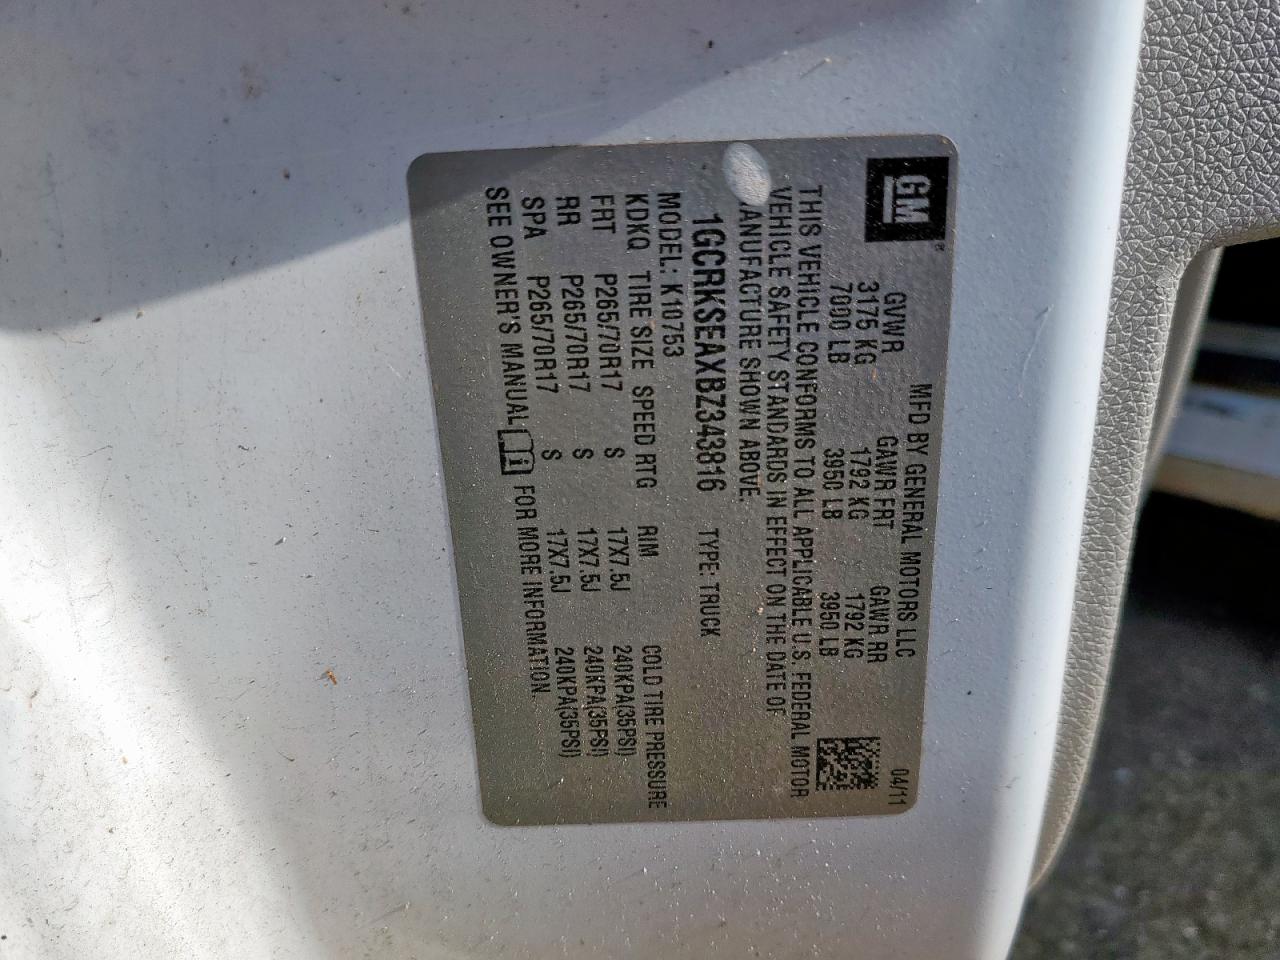 GM
MFD BY GENERAL MOTORS LLC 04/11
GVWR GAWR FRT GAWR RR
3175 KG 1792 KG 1792 KG
7000 LB 3950 LB 3950 LB
THIS VEHICLE CONFORMS TO ALL APPLICABLE U.S. FEDERAL MOTOR
VEHICLE SAFETY STANDARDS IN EFFECT ON THE DATE OF
ANUFACTURE SHOWN ABOVE.
1GCRKSEAXBZ343816 TYPE: TRUCK
MODEL: K10753
KDKQ TIRE SIZE SPEED RTG RIM COLD TIRE PRESSURE
FRT P265/70R17 S 17X7.5J 240KPA(35PSI)
RR P265/70R17 S 17X7.5J 240KPA(35PSI)
SPA P265/70R17 S 17X7.5J 240KPA(35PSI)
SEE OWNER'S MANUAL FOR MORE INFORMATION.